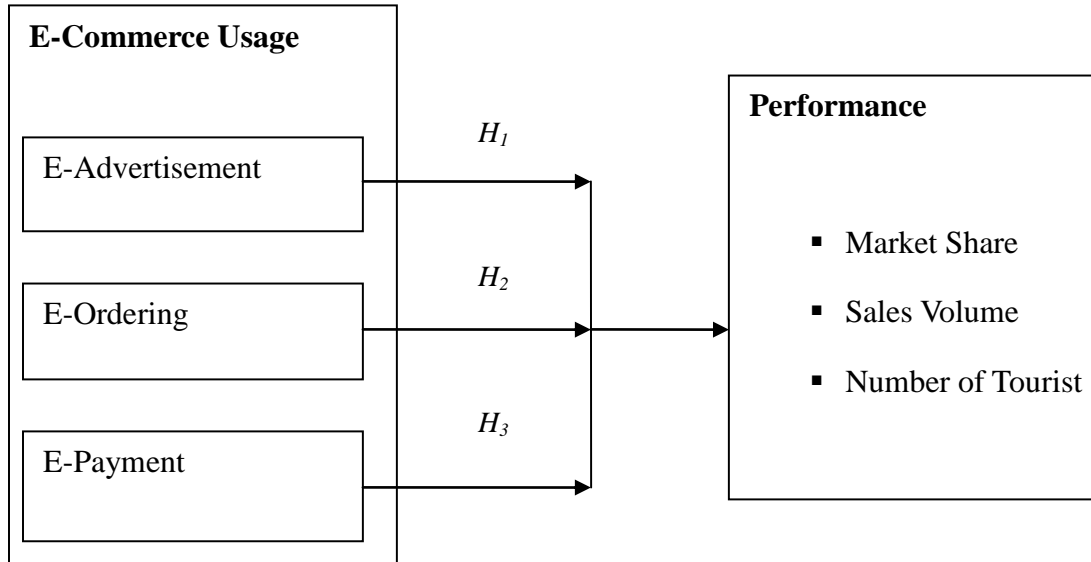 E-Commerce Usage
E-Advertisement
E-Ordering
E-Payment
H1
H2
H3
Performance
▪ Market Share
▪ Sales Volume
▪ Number of Tourist